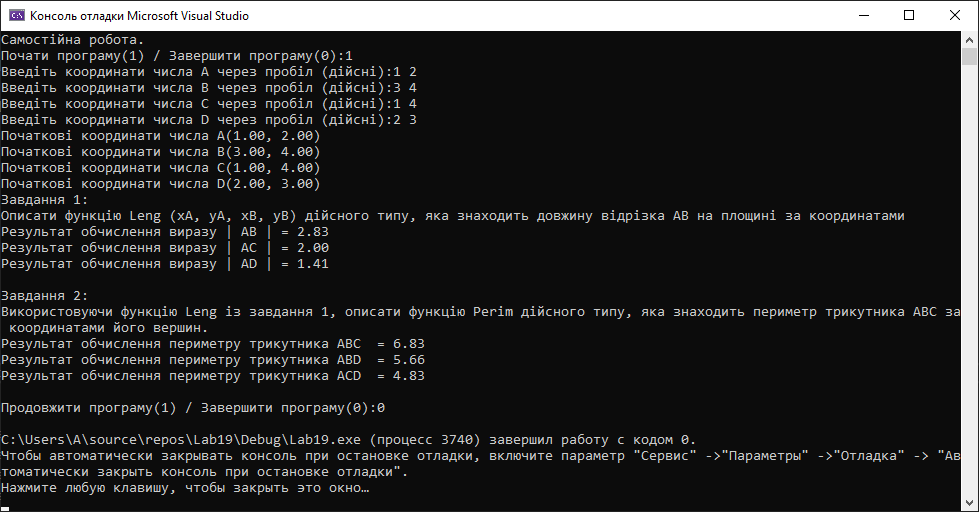 Консоль отладки Microsoft Visual Studio
Самостійна робота.
Почати програму(1) / Завершити програму(0):1
Введіть координати числа A через пробіл (дійсні):1 2
Введіть координати числа B через пробіл (дійсні):3 4
Введіть координати числа C через пробіл (дійсні):1 4
Введіть координати числа D через пробіл (дійсні):2 3
Початкові координати числа A(1.00, 2.00)
Початкові координати числа B(3.00, 4.00)
Початкові координати числа C(1.00, 4.00)
Початкові координати числа D(2.00, 3.00)
Завдання 1:
Описати функцію Leng (xA, yA, xB, yB) дійсного типу, яка знаходить довжину відрізка AB на площині за координатами
Результат обчислення виразу | AB | = 2.83
Результат обчислення виразу | AC | = 2.00
Результат обчислення виразу | AD | = 1.41
Завдання 2:
Використовуючи функцію Leng із завдання 1, описати функцію Perim дійсного типу, яка знаходить периметр трикутника ABC за
координатами його вершин.
Результат обчислення периметру трикутника ABC  = 6.83
Результат обчислення периметру трикутника ABD  = 5.66
Результат обчислення периметру трикутника ACD  = 4.83
Продовжити програму(1) / Завершити програму(0):0
C:\Users\A\source\repos\Lab19\Debug\Lab19.exe (процесс 3740) завершил работу с кодом 0.
Чтобы автоматически закрывать консоль при остановке отладки, включите параметр "Сервис" ->"Параметры" ->"Отладка" -> "Ав
томатически закрыть консоль при остановке отладки".
Нажмите любую клавишу, чтобы закрыть это окно…